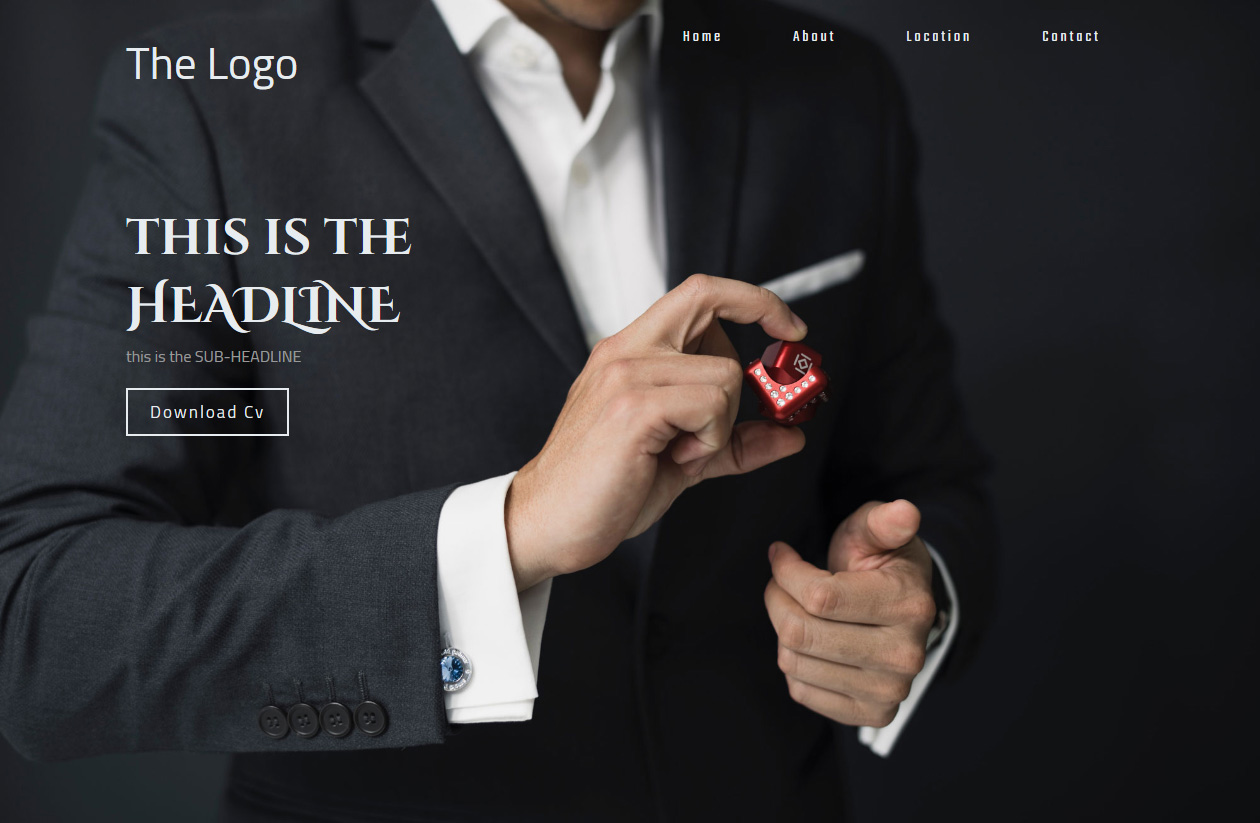 The Logo
Home About Location Contact
THIS IS THE
HEADLINE
this is the SUB-HEADLINE
Download Cv